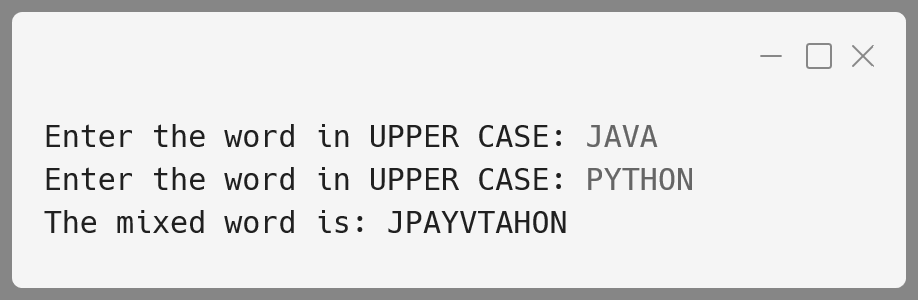 Enter the word in UPPER CASE: JAVA
Enter the word in UPPER CASE: PYTHON
The mixed word is: JPAYVTAHON